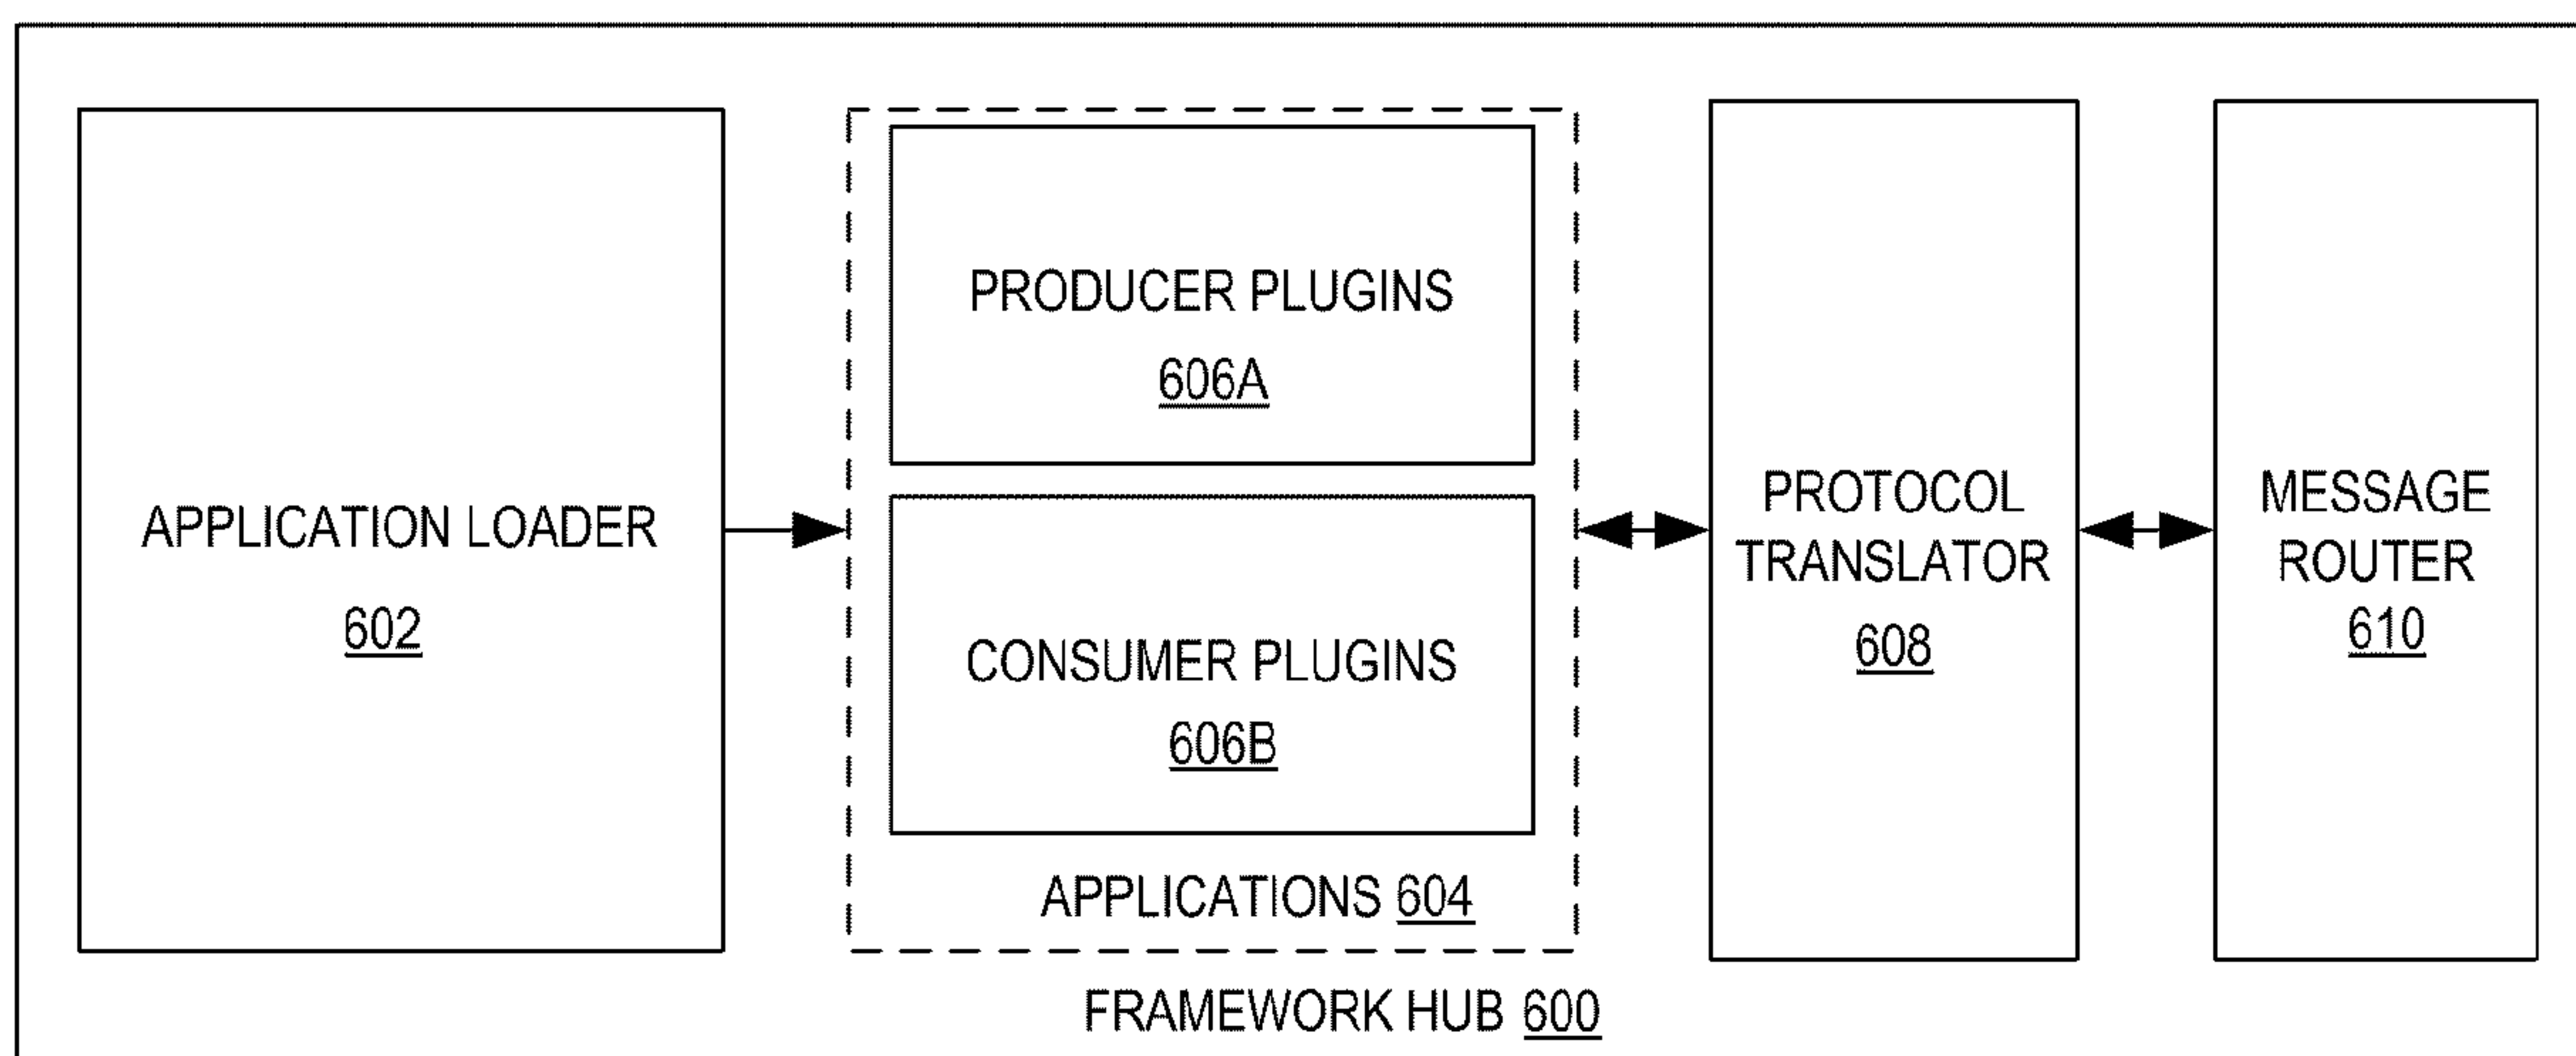 APPLICATION LOADER
602
PRODUCER PLUGINS
606A
CONSUMER PLUGINS
606B
APPLICATIONS 604
PROTOCOL
TRANSLATOR
608
MESSAGE
ROUTER
610
FRAMEWORK HUB 600